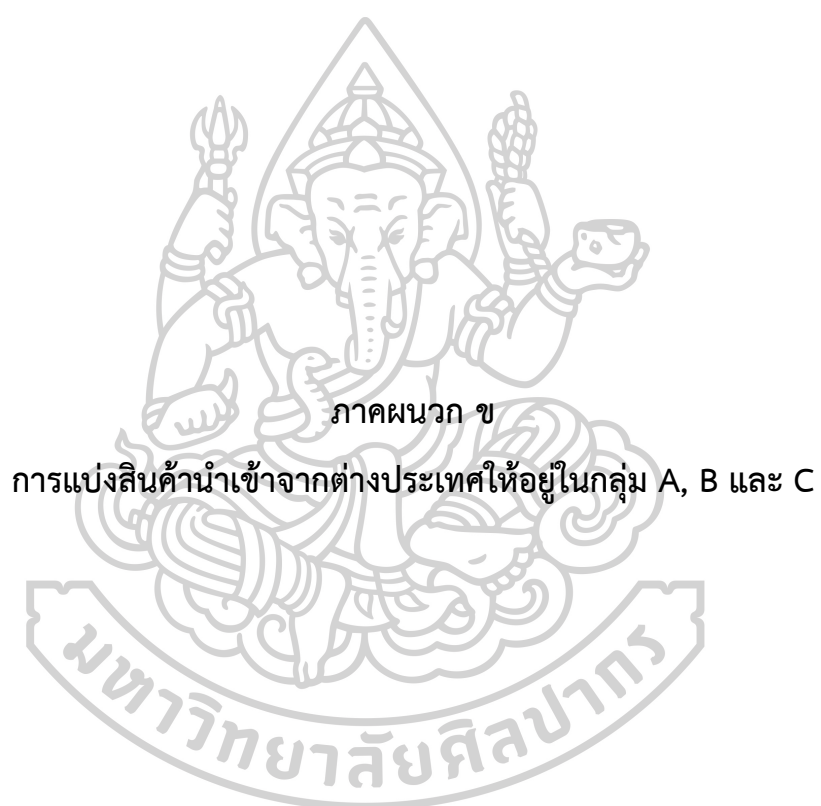 ภาคผนวก ข
การแบ่งสินค้านำเข้าจากต่างประเทศให้อยู่ในกลุ่ม A, B และ C
มหาวิทยาลัยศิลปากร